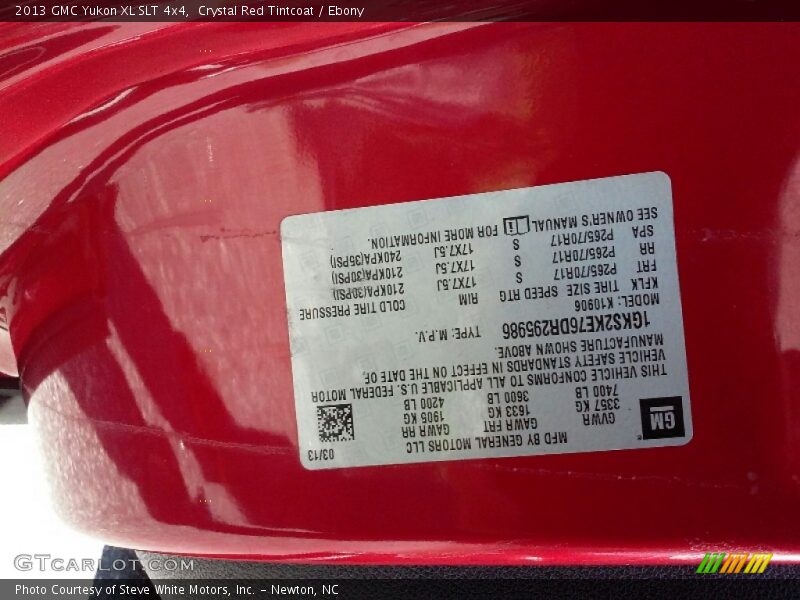 2013 GMC Yukon XL SLT 4x4,  Crystal Red Tintcoat / Ebony
GM
MFD BY GENERAL MOTORS LLC 03/13
GVWR GAWR FRT GAWR RR
3357 KG 1633 KG 1905 KG
7400 LB 3600 LB 4200 LB
THIS VEHICLE CONFORMS TO ALL APPLICABLE U.S. FEDERAL MOTOR
VEHICLE SAFETY STANDARDS IN EFFECT ON THE DATE OF
MANUFACTURE SHOWN ABOVE.
1GKS2KE76DR295986 TYPE: M.P.V.
MODEL: K10906
KFLK TIRE SIZE SPEED RTG RIM COLD TIRE PRESSURE
FRT P265/70R17 S 17X7.5J 210KPA(30PSI)
RR P265/70R17 S 17X7.5J 210KPA(30PSI)
SPA P265/70R17 S 17X7.5J 240KPA(35PSI)
SEE OWNER'S MANUAL i FOR MORE INFORMATION.
GTCARLOT.COM
Photo Courtesy of Steve White Motors, Inc. – Newton, NC